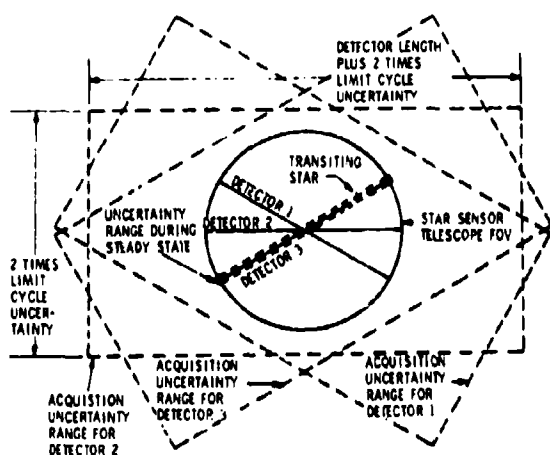 DETECTOR LENGTH
PLUS 2 TIMES
LIMIT CYCLE
UNCERTAINTY
TRANSITING
STAR
DETECTOR 1
UNCERTAINTY
RANGE DURING
STEADY STATE
DETECTOR 2
DETECTOR 3
STAR SENSOR
TELESCOPE FOV
2 TIMES
LIMIT
CYCLE
UNCER-
TAINTY
ACQUISTION
UNCERTAINTY
RANGE FOR
DETECTOR 2
ACQUISITION
UNCERTAINTY
RANGE FOR
DETECTOR 3
ACQUISITION
UNCERTAINTY
RANGE FOR
DETECTOR 1